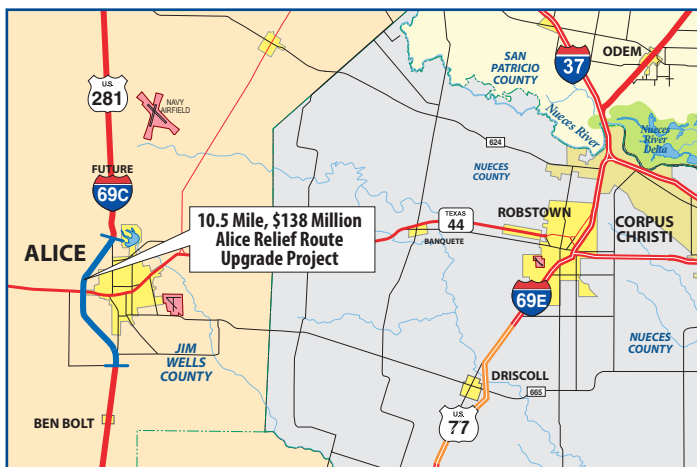 ODEM
SAN
PATRICIO
COUNTY
37
U.S.
281
NAVY
AIRFIELD
Nueces River
Nueces
River
Delta
624
FUTURE
69C
NUECES
COUNTY
10.5 Mile, $138 Million
Alice Relief Route
Upgrade Project
TEXAS
44
ROBSTOWN
CORPUS
CHRISTI
BANQUETE
ALICE
69E
JIM
WELLS
COUNTY
NUECES
COUNTY
DRISCOLL
665
BEN BOLT
U.S.
77